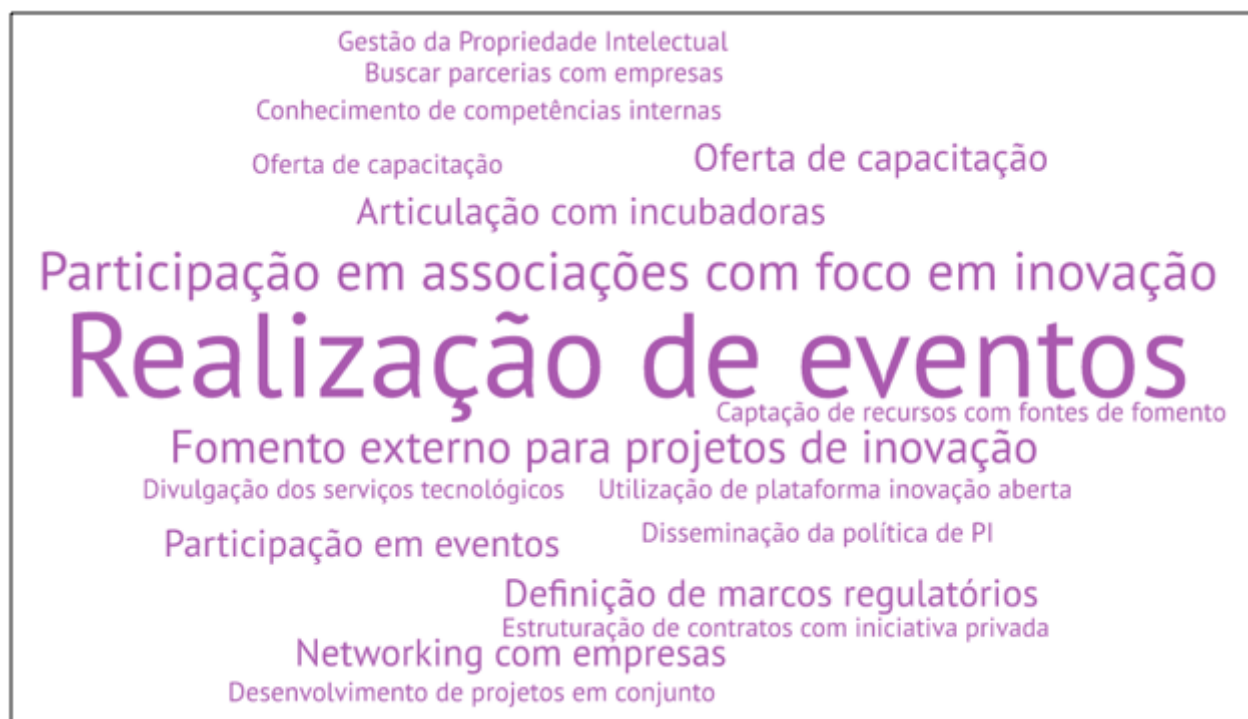 Gestão da Propriedade Intelectual
Buscar parcerias com empresas
Conhecimento de competências internas
Oferta de capacitação
Oferta de capacitação
Articulação com incubadoras
Participação em associações com foco em inovação
Realização de eventos
Captação de recursos com fontes de fomento
Fomento externo para projetos de inovação
Divulgação dos serviços tecnológicos
Utilização de plataforma inovação aberta
Participação em eventos
Disseminação da política de PI
Definição de marcos regulatórios
Estruturação de contratos com iniciativa privada
Networking com empresas
Desenvolvimento de projetos em conjunto